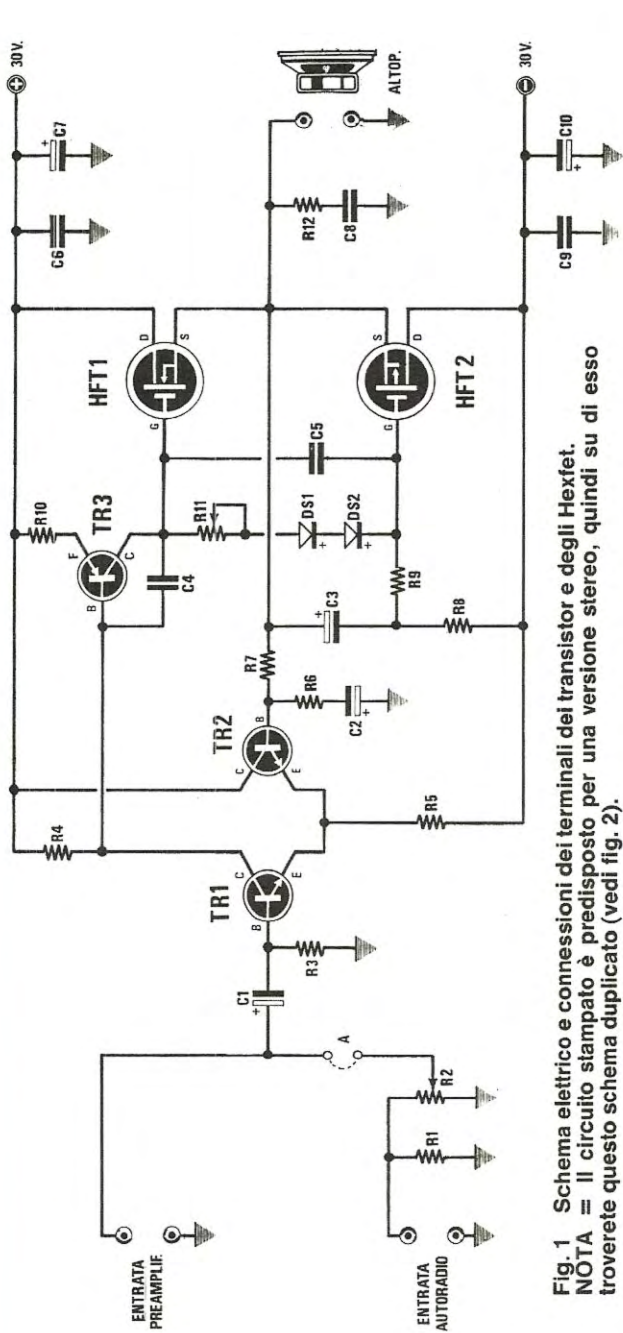 30V.
C6
C7
ALTOP.
R12
C8
30V.
C9
C10
D
S
G
HFT1
S
D
G
HFT2
R10
TR3
E
B
C
C4
R11
C5
DS1
DS2
R9
C3
R8
R7
R6
C2
TR2
C
B
E
R4
R5
TR1
C
B
E
C1
R3
A
R2
R1
ENTRATA
PREAMPLIF.
ENTRATA
AUTORADIO
Fig. 1 Schema elettrico e connessioni dei terminali dei transistor e degli Hexfet.
NOTA = Il circuito stampato è predisposto per una versione stereo, quindi su di esso
troverete questo schema duplicato (vedi fig. 2).